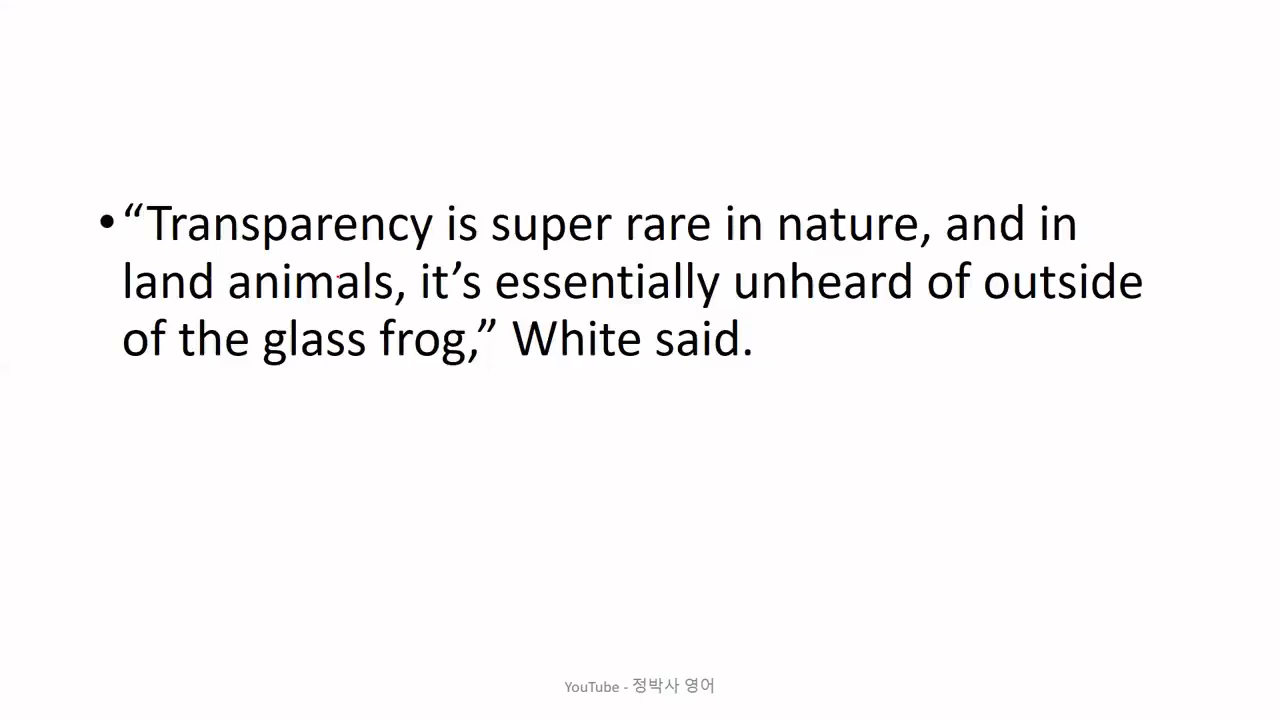 •“Transparency is super rare in nature, and in
land animals, it’s essentially unheard of outside
of the glass frog,” White said.
YouTube - 정박사 영어